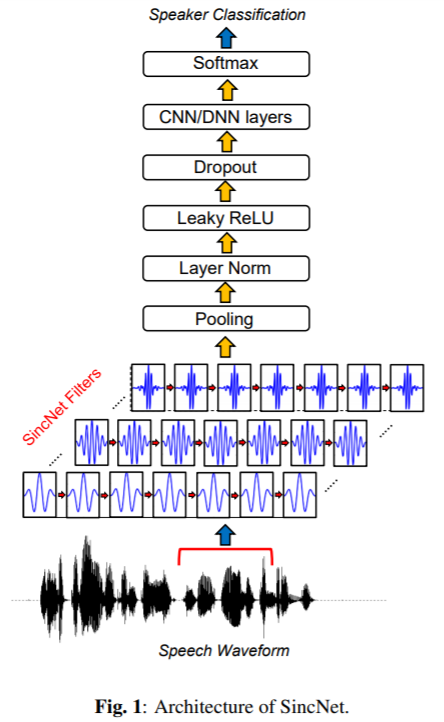 Speaker Classification
Softmax
CNN/DNN layers
Dropout
Leaky ReLU
Layer Norm
Pooling
SincNet Filters
Speech Waveform
Fig. 1: Architecture of SincNet.